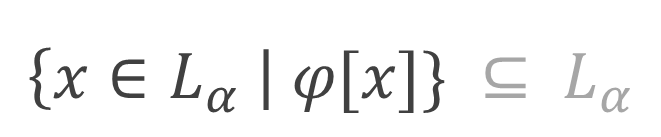 {𝑥 ∈ 𝐿_𝛼 | 𝜑[𝑥]} ⊆ 𝐿_𝛼